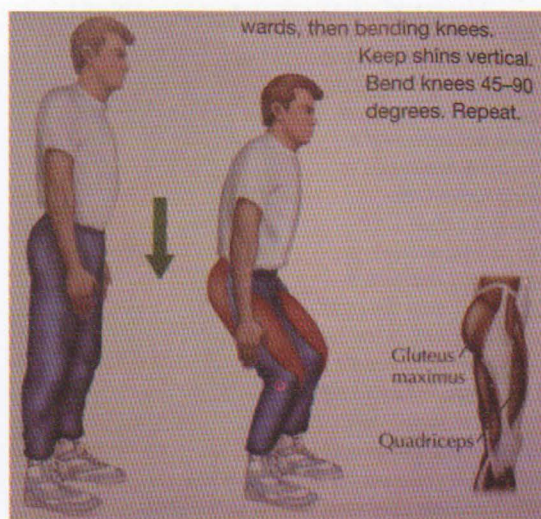 wards, then bending knees.
Keep shins vertical.
Bend knees 45–90
degrees. Repeat.
Gluteus
maximus
Quadriceps